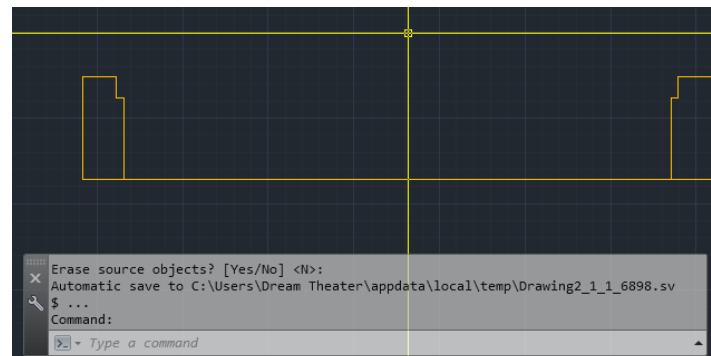 Erase source objects? [Yes/No] <N>:
Automatic save to C:\Users\Dream Theater\appdata\local\temp\Drawing2_1_1_6898.sv
$ ...
Command:
Type a command